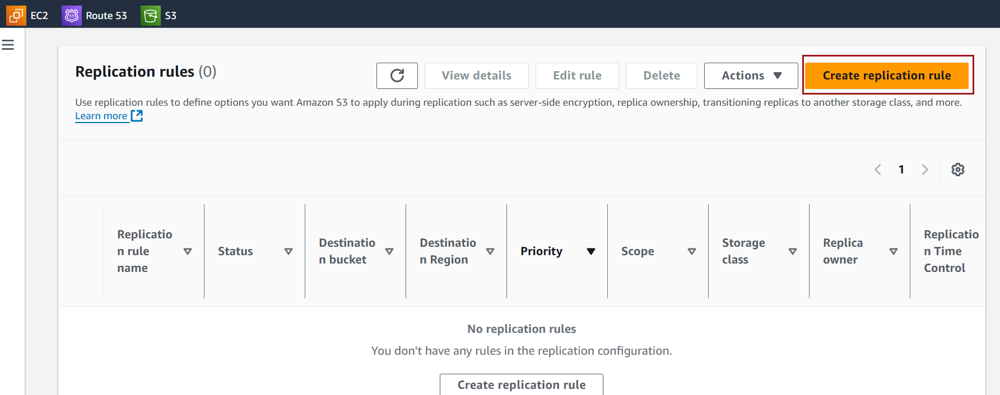 EC2 Route 53 S3
Replication rules (0)
View details Edit rule Delete Actions Create replication rule
Use replication rules to define options you want Amazon S3 to apply during replication such as server-side encryption, replica ownership, transitioning replicas to another storage class, and more.
Learn more
1
Replicatio
n rule
name
Status
Destinatio
n bucket
Destinatio
n Region
Priority
Scope
Storage
class
Replica
owner
Replicatio
n Time
Control
No replication rules
You don't have any rules in the replication configuration.
Create replication rule